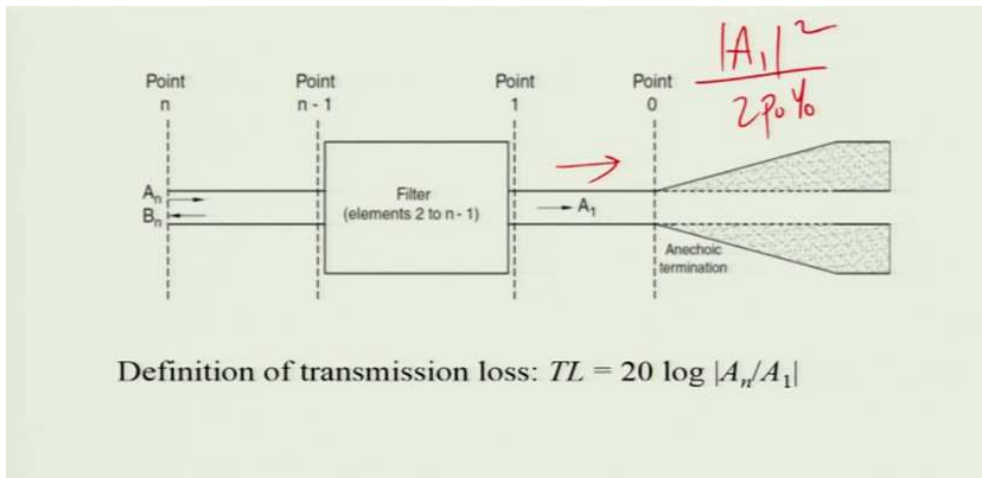 Point
n
Point
n - 1
Point
1
Point
0
|A₁|²
2ρ₀Y₀
Aₙ
Bₙ
Filter
(elements 2 to n - 1)
A₁
Anechoic
termination
Definition of transmission loss: TL = 20 log |Aₙ/A₁|